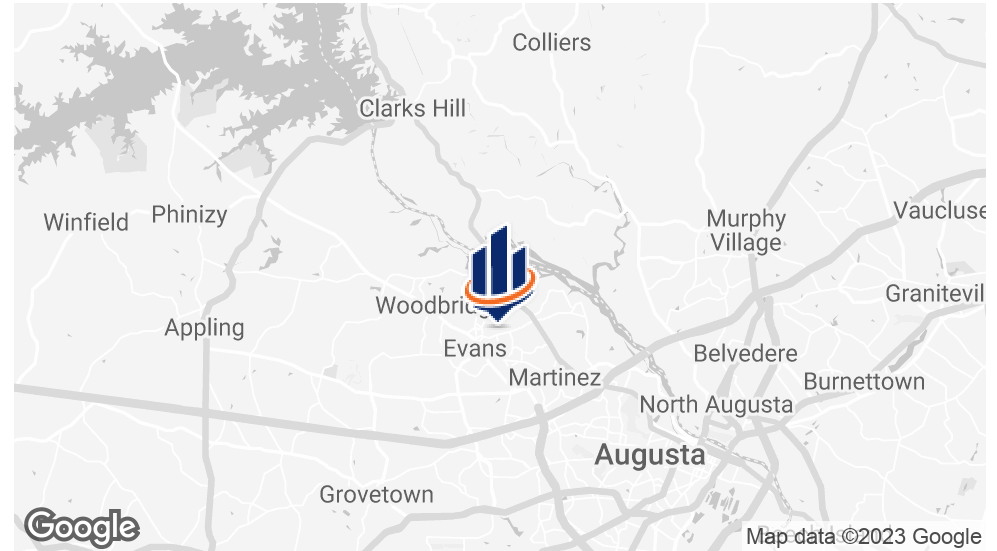 Colliers
Clarks Hill
Winfield
Phinizy
Murphy
Village
Vaucluse
Appling
Evans
Martinez
Belvedere
Burnettown
North Augusta
Augusta
Grovetown
Google
Map data ©2023 Google